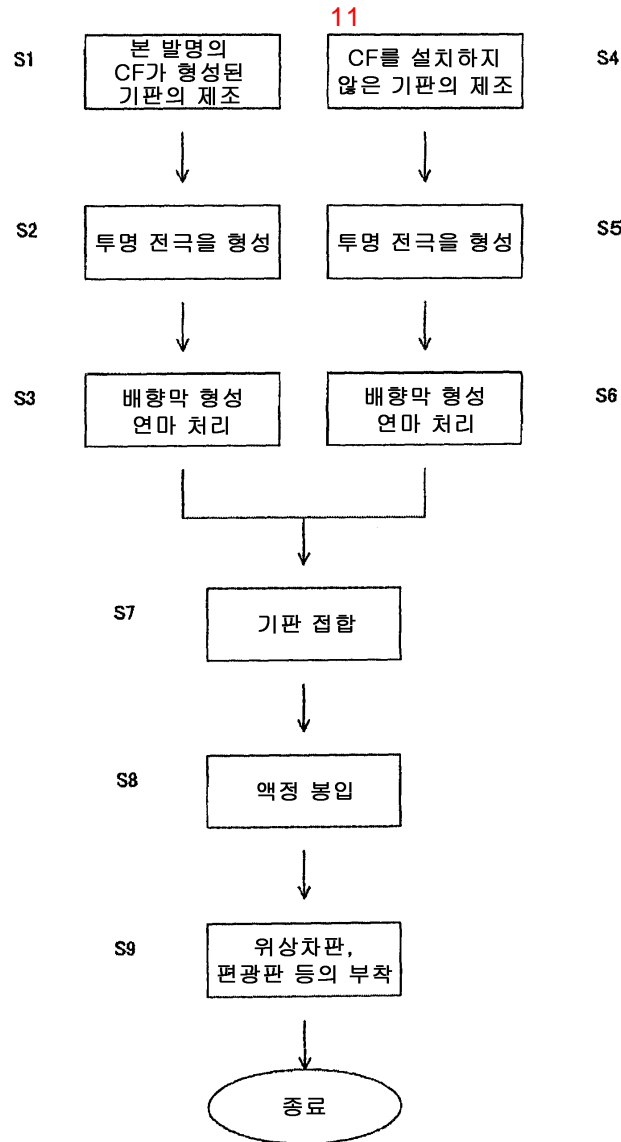 11
S1
본 발명의
CF가 형성된
기판의 제조
CF를 설치하지
않은 기판의 제조
S4
S2
투명 전극을 형성
투명 전극을 형성
S5
S3
배향막 형성
연마 처리
배향막 형성
연마 처리
S6
S7
기판 접합
S8
액정 봉입
S9
위상차판,
편광판 등의 부착
종료